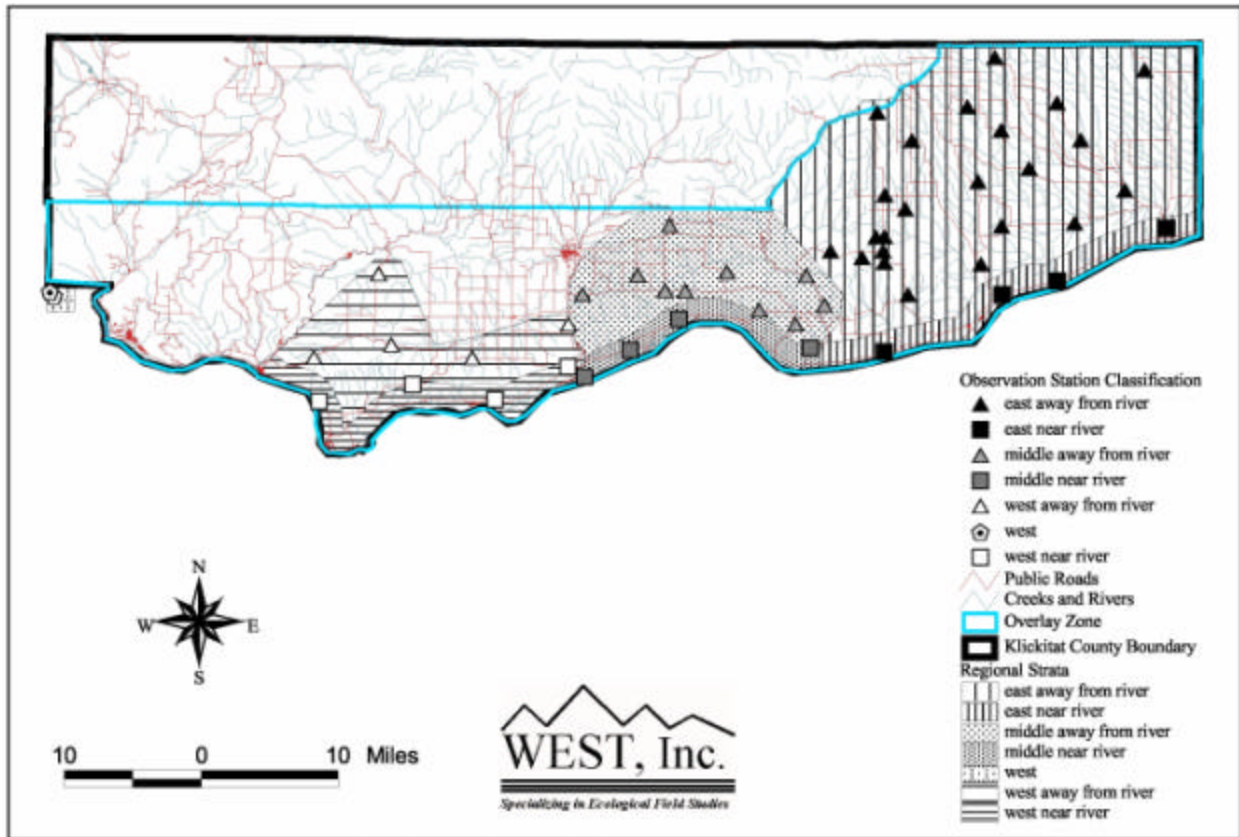 Observation Station Classification
east away from river
east near river
middle away from river
middle near river
west away from river
west
west near river
Public Roads
Creeks and Rivers
Overlay Zone
Klickitat County Boundary
Regional Strata
east away from river
east near river
middle away from river
middle near river
west
west away from river
west near river
N
W E
S
10 0 10 Miles
WEST, Inc.
Specializing in Ecological Field Studies